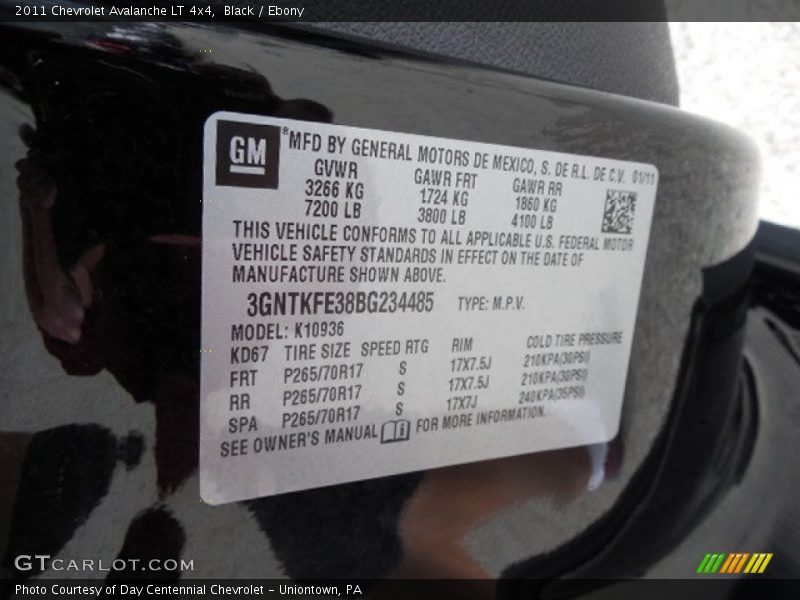 2011 Chevrolet Avalanche LT 4x4, Black / Ebony
GM® MFD BY GENERAL MOTORS DE MEXICO, S. DE R.L. DE C.V. 01/11
GVWR GAWR FRT GAWR RR
3266 KG 1724 KG 1860 KG
7200 LB 3800 LB 4100 LB
THIS VEHICLE CONFORMS TO ALL APPLICABLE U.S. FEDERAL MOTOR
VEHICLE SAFETY STANDARDS IN EFFECT ON THE DATE OF
MANUFACTURE SHOWN ABOVE.
3GNTKFE38BG234485 TYPE: M.P.V.
MODEL: K10936
KD67 TIRE SIZE SPEED RTG RIM COLD TIRE PRESSURE
FRT P265/70R17 S 17X7.5J 210KPA(30PSI)
RR P265/70R17 S 17X7.5J 210KPA(30PSI)
SPA P265/70R17 S 17X7J 240KPA(35PSI)
SEE OWNER'S MANUAL FOR MORE INFORMATION.
GTCARLOT.COM
Photo Courtesy of Day Centennial Chevrolet – Uniontown, PA